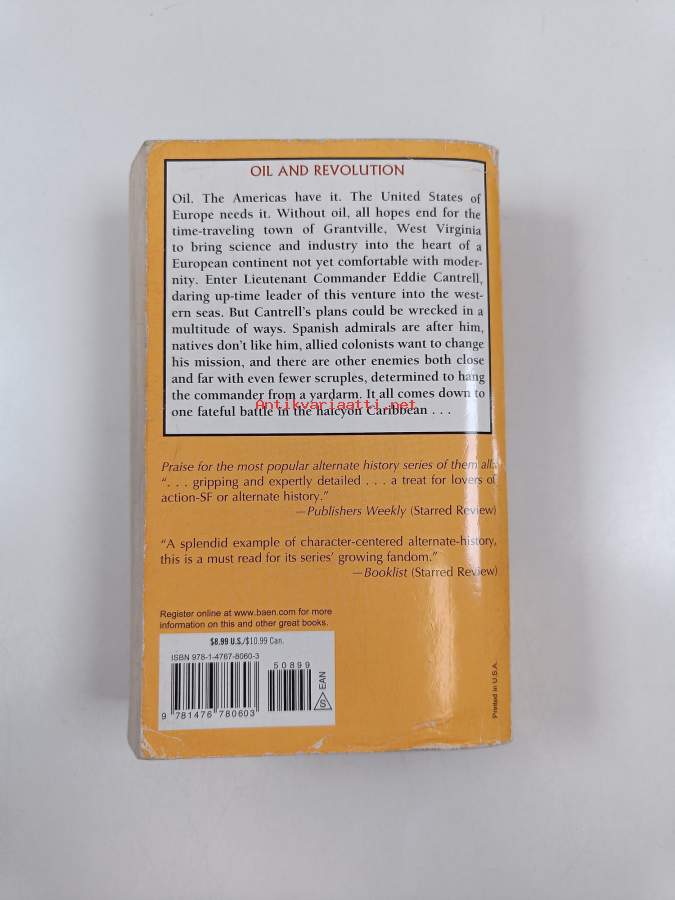 OIL AND REVOLUTION
Oil. The Americas have it. The United States of
Europe needs it. Without oil, all hopes end for the
time-traveling town of Grantville, West Virginia
to bring science and industry into the heart of a
European continent not yet comfortable with moder-
nity. Enter Lieutenant Commander Eddie Cantrell,
daring up-time leader of this venture into the west-
ern seas. But Cantrell's plans could be wrecked in a
multitude of ways. Spanish admirals are after him,
natives don't like him, allied colonists want to change
his mission, and there are other enemies both close
and far with even fewer scruples, determined to hang
the commander from a yardarm. It all comes down to
one fateful battle in the halcyon Caribbean . . .
Antikvariaatti.net
Praise for the most popular alternate history series of them all:
“. . . gripping and expertly detailed . . . a treat for lovers of
action-SF or alternate history.”
—Publishers Weekly (Starred Review)
“A splendid example of character-centered alternate-history,
this is a must read for its series' growing fandom.”
—Booklist (Starred Review)
Register online at www.baen.com for more
information on this and other great books.
$8.99 U.S./$10.99 Can.
ISBN 978-1-4767-8060-3
50899
9 781476 780603
S EAN
Printed in U.S.A.